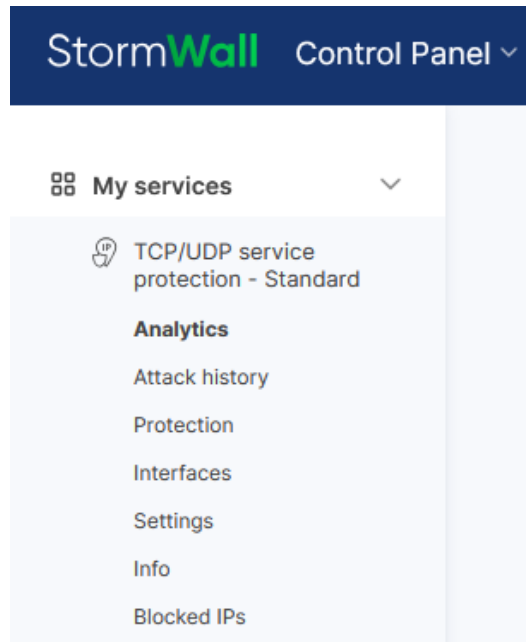 StormWall Control Panel
My services
IP
TCP/UDP service
protection - Standard
Analytics
Attack history
Protection
Interfaces
Settings
Info
Blocked IPs